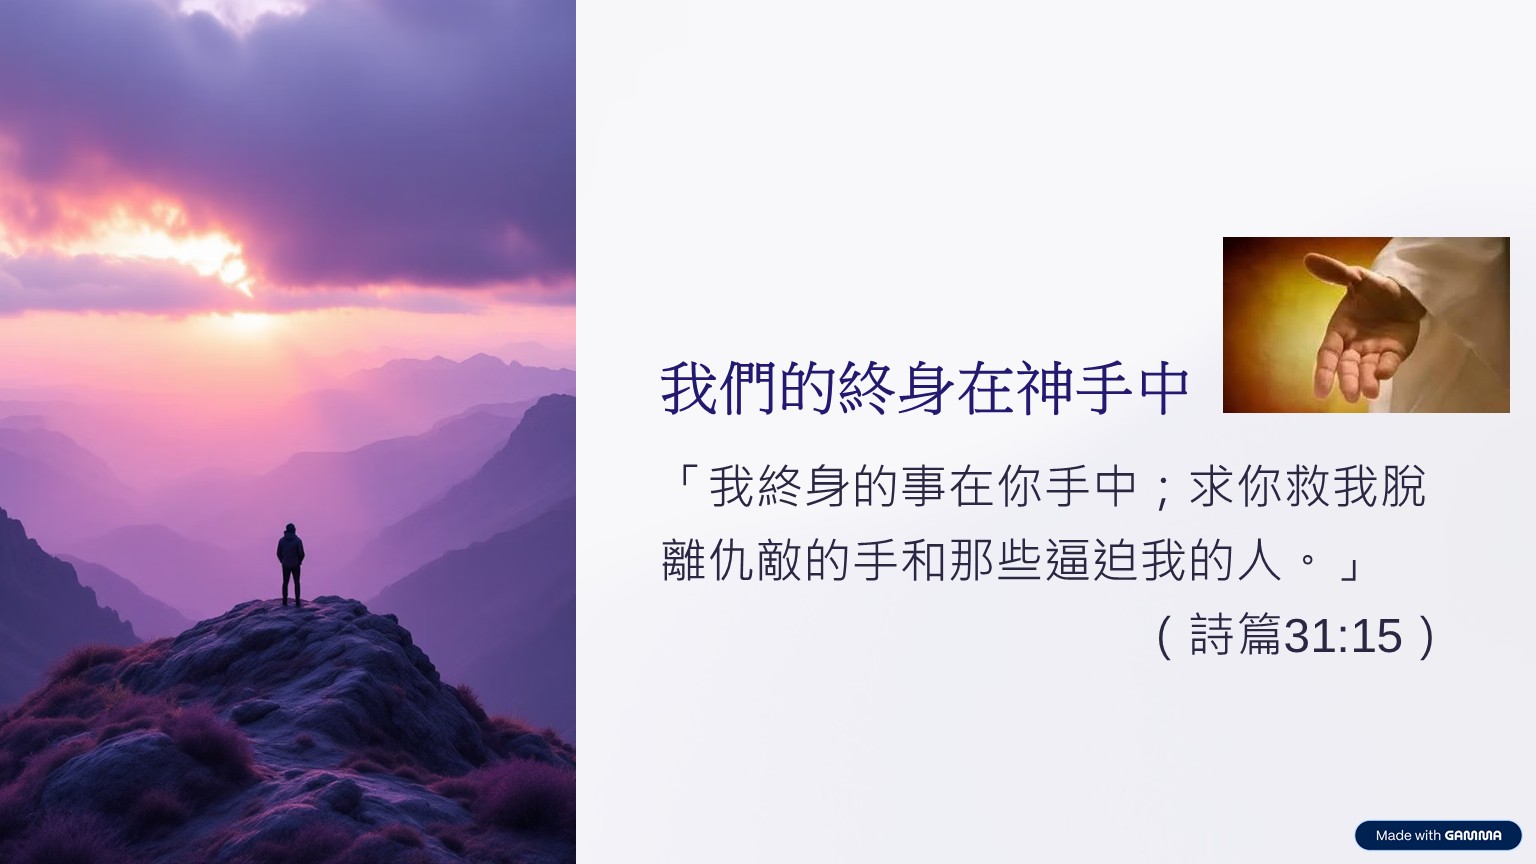 我們的終身在神手中
「我終身的事在你手中；求你救我脫
離仇敵的手和那些逼迫我的人。」
（詩篇31:15）
Made with GAMMA